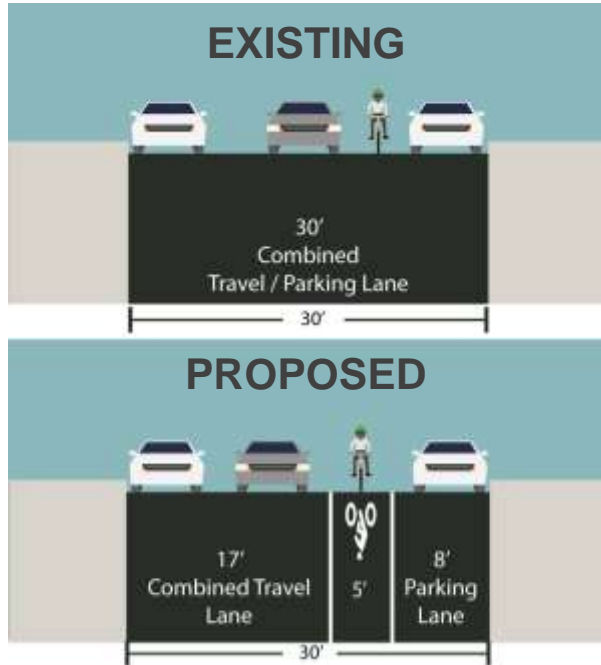 EXISTING
30'
Combined
Travel / Parking Lane
30'
PROPOSED
17'
Combined Travel
Lane
5'
8'
Parking
Lane
30'